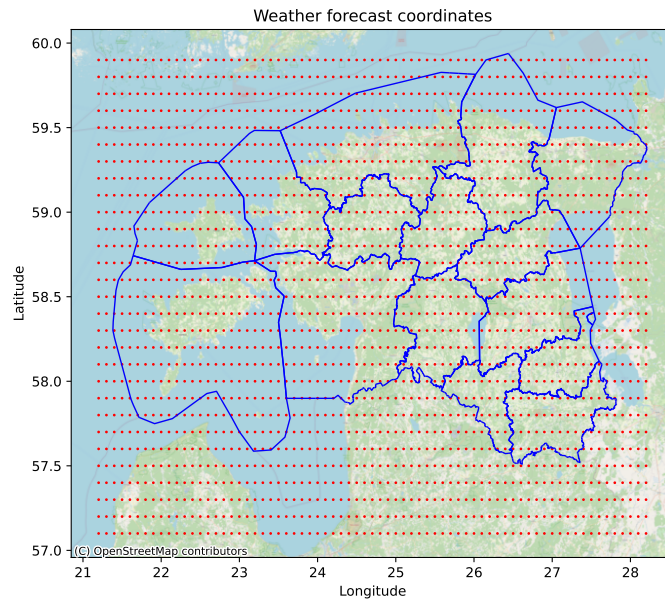 Weather forecast coordinates
60.0
59.5
59.0
58.5
58.0
57.5
57.0
Latitude
(C) OpenStreetMap contributors
21 22 23 24 25 26 27 28
Longitude